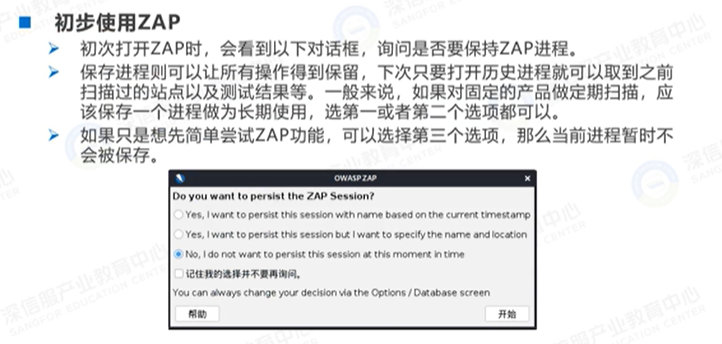 初步使用ZAP
初次打开ZAP时，会看到以下对话框，询问是否要保持ZAP进程。
保存进程则可以让所有操作得到保留，下次只要打开历史进程就可以取到之前
扫描过的站点以及测试结果等。一般来说，如果对固定的产品做定期扫描，应
该保存一个进程做为长期使用，选第一或者第二个选项都可以。
如果只是想先简单尝试ZAP功能，可以选择第三个选项，那么当前进程暂时不
会被保存。
OWASP ZAP
Do you want to persist the ZAP Session?
Yes, I want to persist this session with name based on the current timestamp
Yes, I want to persist this session but I want to specify the name and location
No, I do not want to persist this session at this moment in time
记住我的选择并不要再询问。
You can always change your decision via the Options / Database screen
帮助
开始
深信服产业教育中心
SANGFOR EDUCATION CENTER